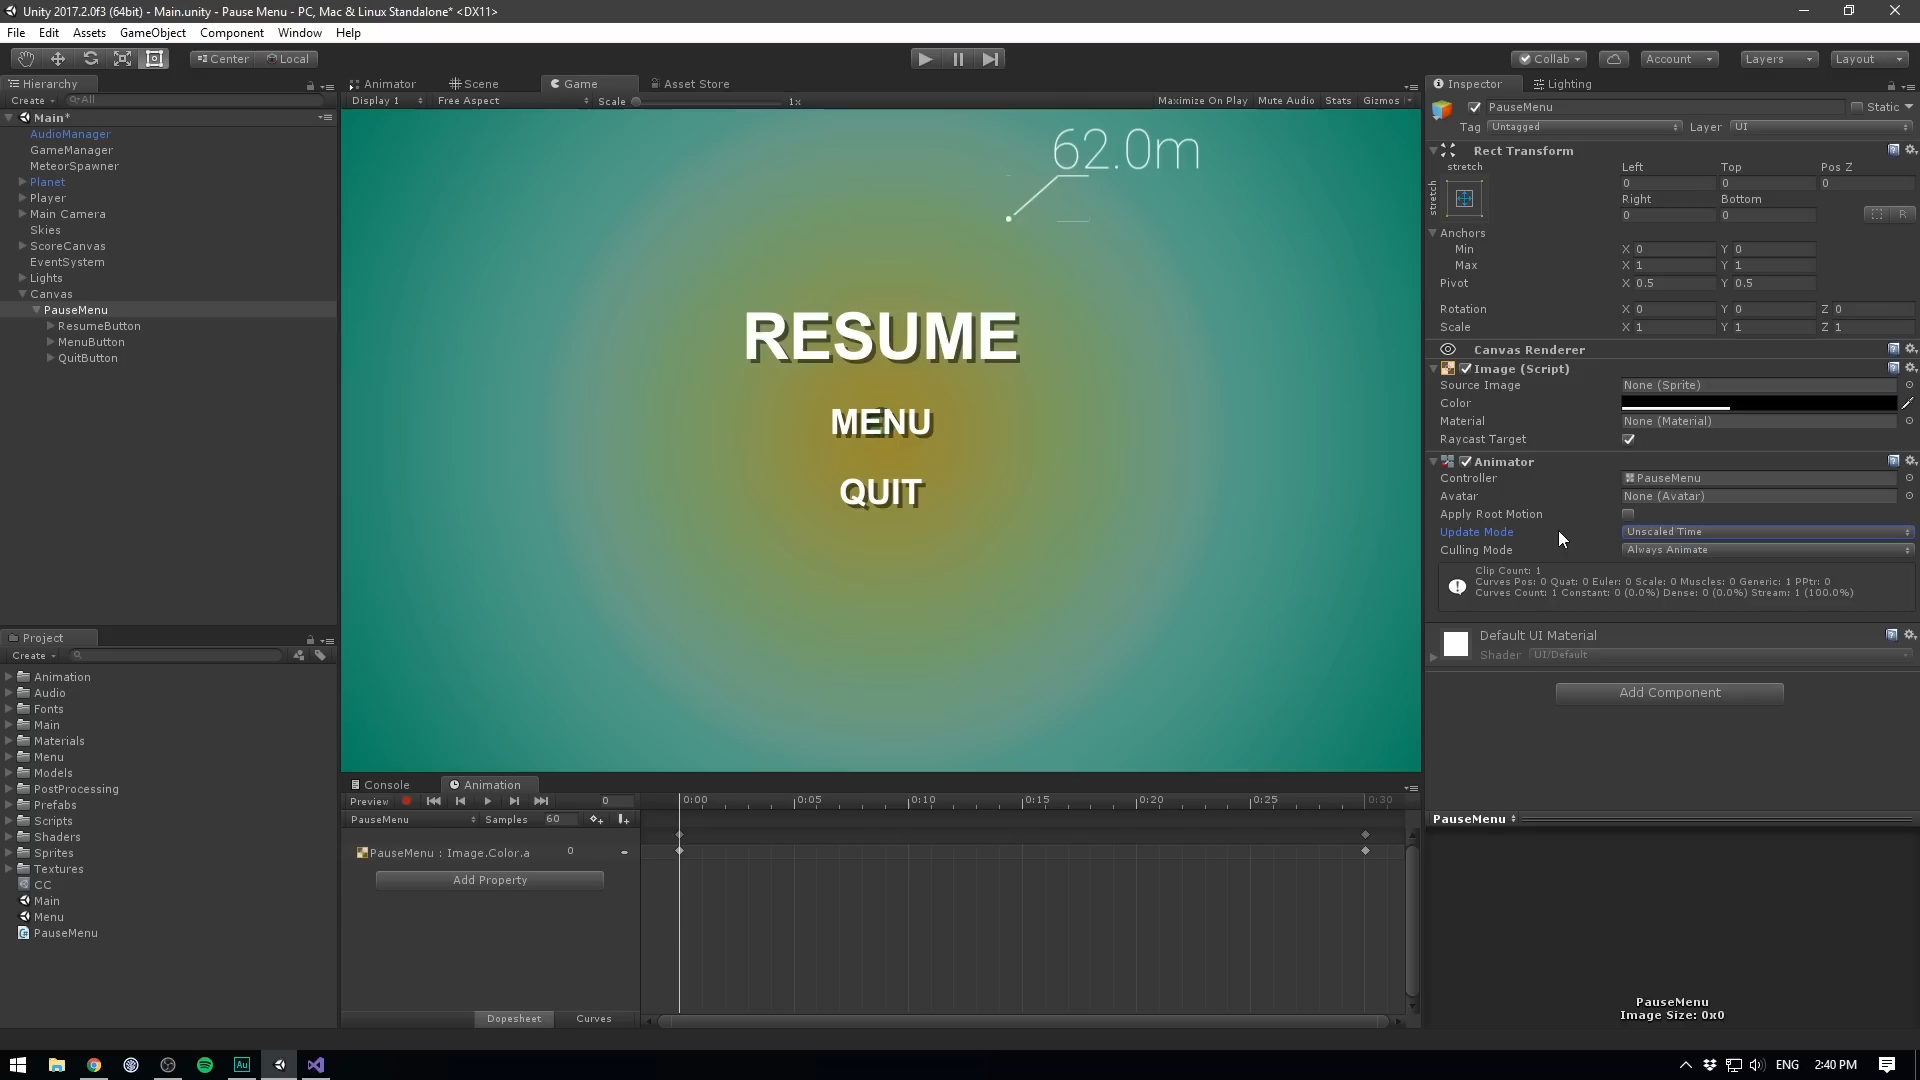 Unity 2017.2.0f3 (64bit) - Main.unity - Pause Menu - PC, Mac & Linux Standalone* <DX11>
File Edit Assets GameObject Component Window Help
Center Local Collab Account Layers Layout
Hierarchy
Create All
Main*
AudioManager
GameManager
MeteorSpawner
Planet
Player
Main Camera
Skies
ScoreCanvas
EventSystem
Lights
Canvas
PauseMenu
ResumeButton
MenuButton
QuitButton
Project
Create
Animation
Audio
Fonts
Main
Materials
Menu
Models
PostProcessing
Prefabs
Scripts
Shaders
Sprites
Textures
CC
Main
Menu
PauseMenu
Animator Scene Game Asset Store
Display 1 Free Aspect Scale 1x Maximize On Play Mute Audio Stats Gizmos
62.0m
RESUME
MENU
QUIT
Console Animation
Preview 0 0:00 0:05 0:10 0:15 0:20 0:25 0:30
PauseMenu Samples 60
PauseMenu : Image.Color.a 0
Add Property
Dopesheet Curves
Inspector Lighting
PauseMenu Static
Tag Untagged Layer UI
Rect Transform
stretch Left Top Pos Z
stretch 0 0 0
Right Bottom
0 0 R
Anchors
Min X 0 Y 0
Max X 1 Y 1
Pivot X 0.5 Y 0.5
Rotation X 0 Y 0 Z 0
Scale X 1 Y 1 Z 1
Canvas Renderer
Image (Script)
Source Image None (Sprite)
Color
Material None (Material)
Raycast Target
Animator
Controller PauseMenu
Avatar None (Avatar)
Apply Root Motion
Update Mode Unscaled Time
Culling Mode Always Animate
Clip Count: 1
Curves Pos: 0 Quat: 0 Euler: 0 Scale: 0 Muscles: 0 Generic: 1 PPtr: 0
Curves Count: 1 Constant: 0 (0.0%) Dense: 0 (0.0%) Stream: 1 (100.0%)
Default UI Material
Shader UI/Default
Add Component
PauseMenu
PauseMenu
Image Size: 0x0
Au ENG 2:40 PM